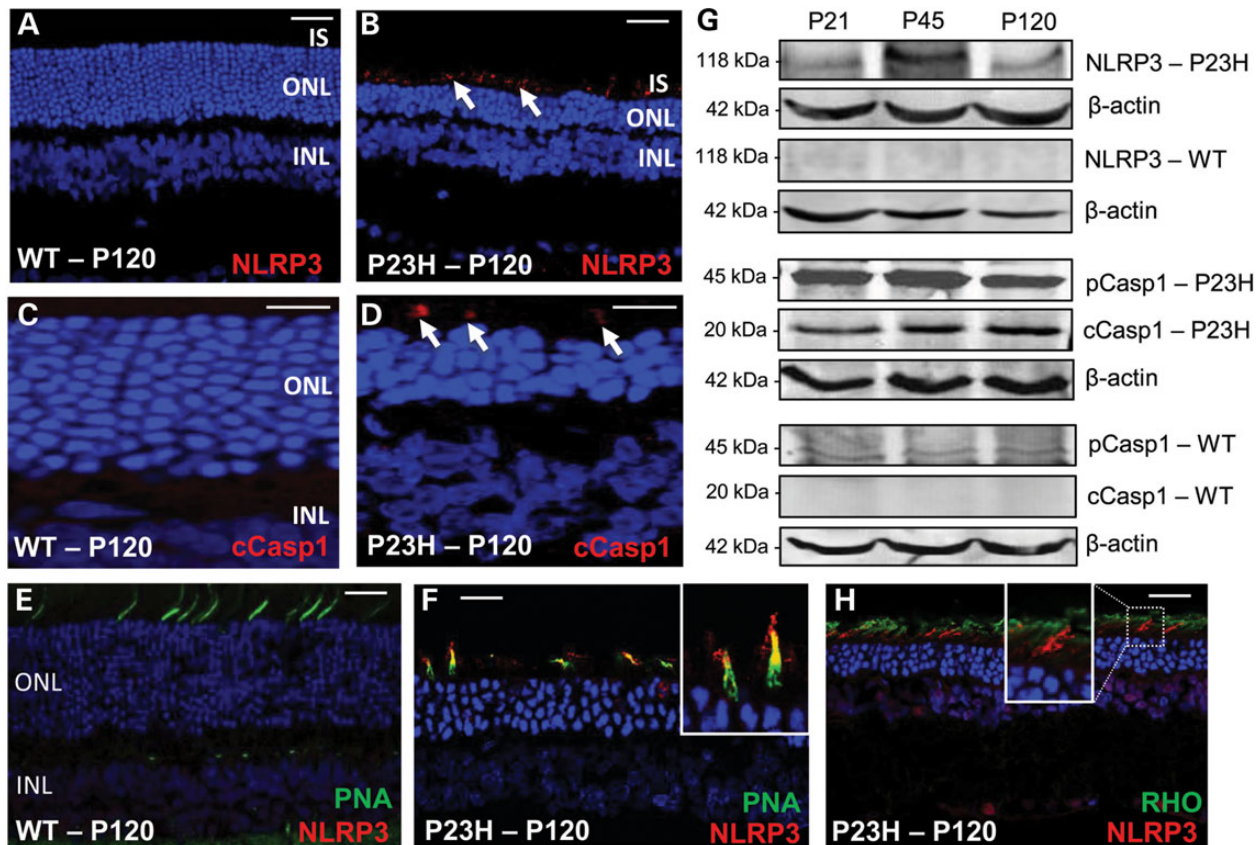 A
IS
ONL
INL
WT – P120
NLRP3
B
IS
ONL
INL
P23H – P120
NLRP3
C
ONL
INL
WT – P120
cCasp1
D
P23H – P120
cCasp1
E
ONL
INL
PNA
WT – P120
NLRP3
F
PNA
P23H – P120
NLRP3
G
P21
P45
P120
118 kDa
NLRP3 – P23H
42 kDa
β-actin
118 kDa
NLRP3 – WT
42 kDa
β-actin
45 kDa
pCasp1 – P23H
20 kDa
cCasp1 – P23H
42 kDa
β-actin
45 kDa
pCasp1 – WT
20 kDa
cCasp1 – WT
42 kDa
β-actin
H
RHO
P23H – P120
NLRP3